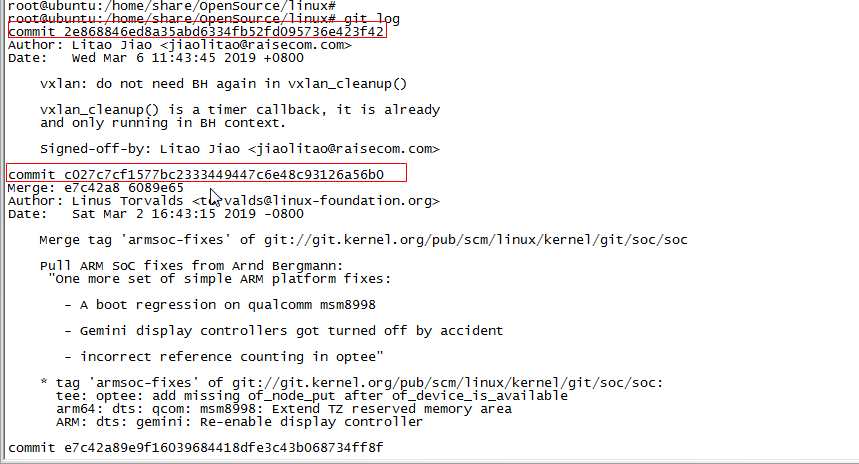 root@ubuntu:/home/share/OpenSource/linux#
root@ubuntu:/home/share/OpenSource/linux# git log
commit 2e868846ed8a35abd6334fb52fd095736e423f42
Author: Litao Jiao <jiaolitao@raisecom.com>
Date:   Wed Mar 6 11:43:45 2019 +0800
    vxlan: do not need BH again in vxlan_cleanup()
    vxlan_cleanup() is a timer callback, it is already
    and only running in BH context.
    Signed-off-by: Litao Jiao <jiaolitao@raisecom.com>
commit c027c7cf1577bc2333449447c6e48c93126a56b0
Merge: e7c42a8 6089e65
Author: Linus Torvalds <torvalds@linux-foundation.org>
Date:   Sat Mar 2 16:43:15 2019 -0800
    Merge tag 'armsoc-fixes' of git://git.kernel.org/pub/scm/linux/kernel/git/soc/soc
    Pull ARM SoC fixes from Arnd Bergmann:
     "One more set of simple ARM platform fixes:
       - A boot regression on qualcomm msm8998
       - Gemini display controllers got turned off by accident
       - incorrect reference counting in optee"
    * tag 'armsoc-fixes' of git://git.kernel.org/pub/scm/linux/kernel/git/soc/soc:
      tee: optee: add missing of_node_put after of_device_is_available
      arm64: dts: qcom: msm8998: Extend TZ reserved memory area
      ARM: dts: gemini: Re-enable display controller
commit e7c42a89e9f16039684418dfe3c43b068734ff8f